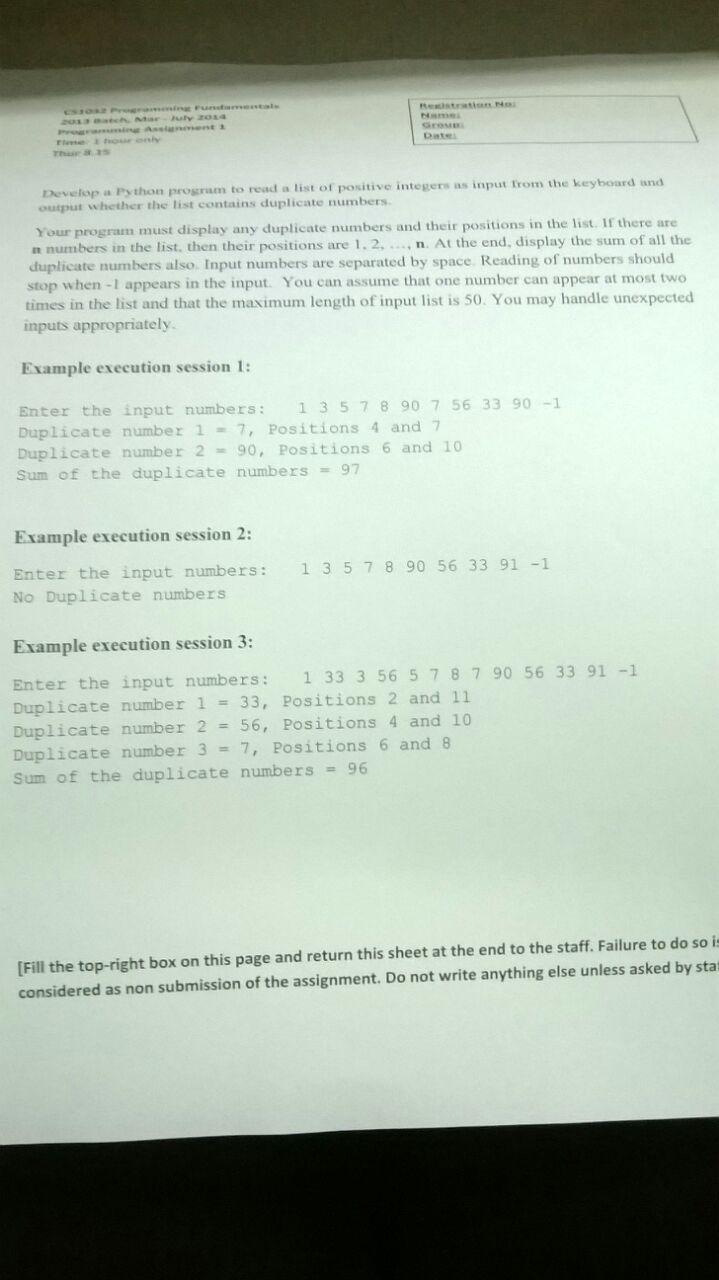 CS1032 Programming Fundamentals
2013 Batch, Mar - July 2014
Programming Assignment 1
Time: 1 hour only
Thur 8.15
Registration No:
Name:
Group:
Date:
Develop a Python program to read a list of positive integers as input from the keyboard and
output whether the list contains duplicate numbers.
Your program must display any duplicate numbers and their positions in the list. If there are
n numbers in the list, then their positions are 1, 2, ..., n. At the end, display the sum of all the
duplicate numbers also. Input numbers are separated by space. Reading of numbers should
stop when -1 appears in the input. You can assume that one number can appear at most two
times in the list and that the maximum length of input list is 50. You may handle unexpected
inputs appropriately.
Example execution session 1:
Enter the input numbers: 1 3 5 7 8 90 7 56 33 90 -1
Duplicate number 1 = 7, Positions 4 and 7
Duplicate number 2 = 90, Positions 6 and 10
Sum of the duplicate numbers = 97
Example execution session 2:
Enter the input numbers: 1 3 5 7 8 90 56 33 91 -1
No Duplicate numbers
Example execution session 3:
Enter the input numbers: 1 33 3 56 5 7 8 7 90 56 33 91 -1
Duplicate number 1 = 33, Positions 2 and 11
Duplicate number 2 = 56, Positions 4 and 10
Duplicate number 3 = 7, Positions 6 and 8
Sum of the duplicate numbers = 96
[Fill the top-right box on this page and return this sheet at the end to the staff. Failure to do so is
considered as non submission of the assignment. Do not write anything else unless asked by